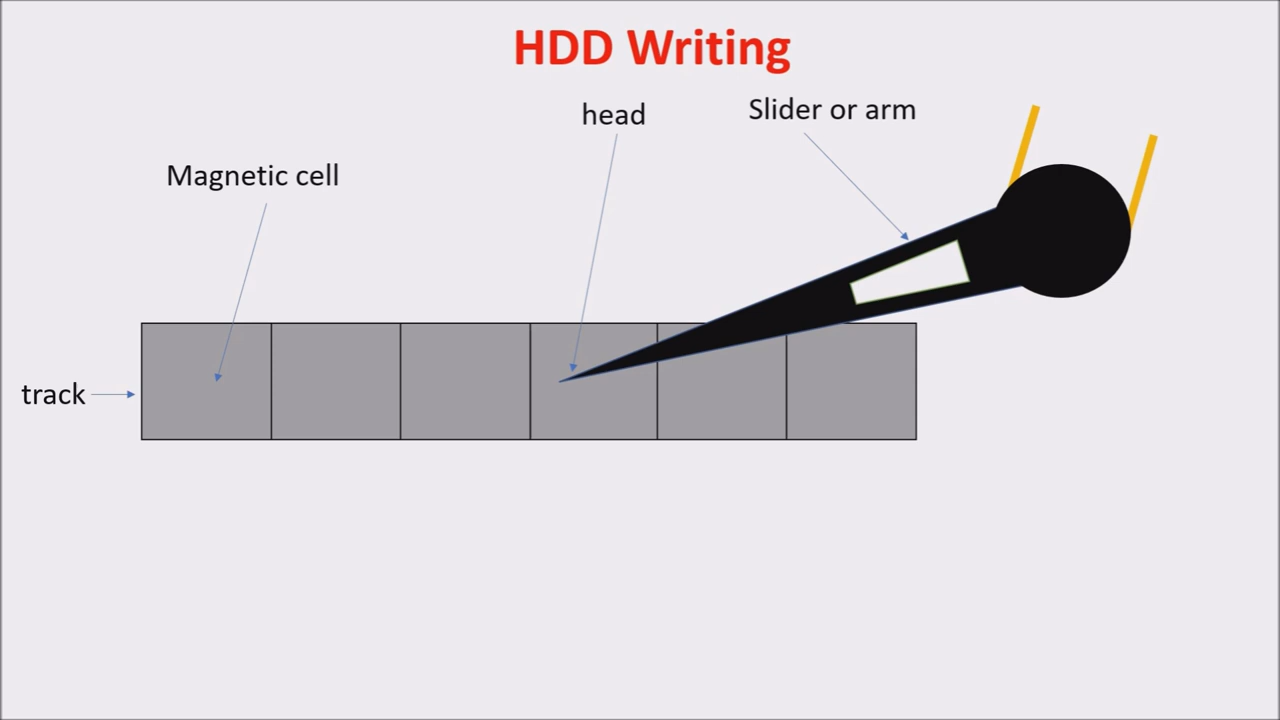 HDD Writing
head
Slider or arm
Magnetic cell
track